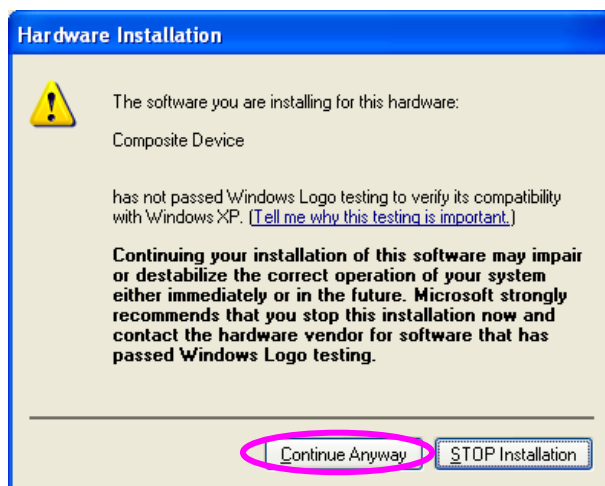 Hardware Installation
The software you are installing for this hardware:
Composite Device
has not passed Windows Logo testing to verify its compatibility
with Windows XP. (Tell me why this testing is important.)
Continuing your installation of this software may impair
or destabilize the correct operation of your system
either immediately or in the future. Microsoft strongly
recommends that you stop this installation now and
contact the hardware vendor for software that has
passed Windows Logo testing.
Continue Anyway STOP Installation